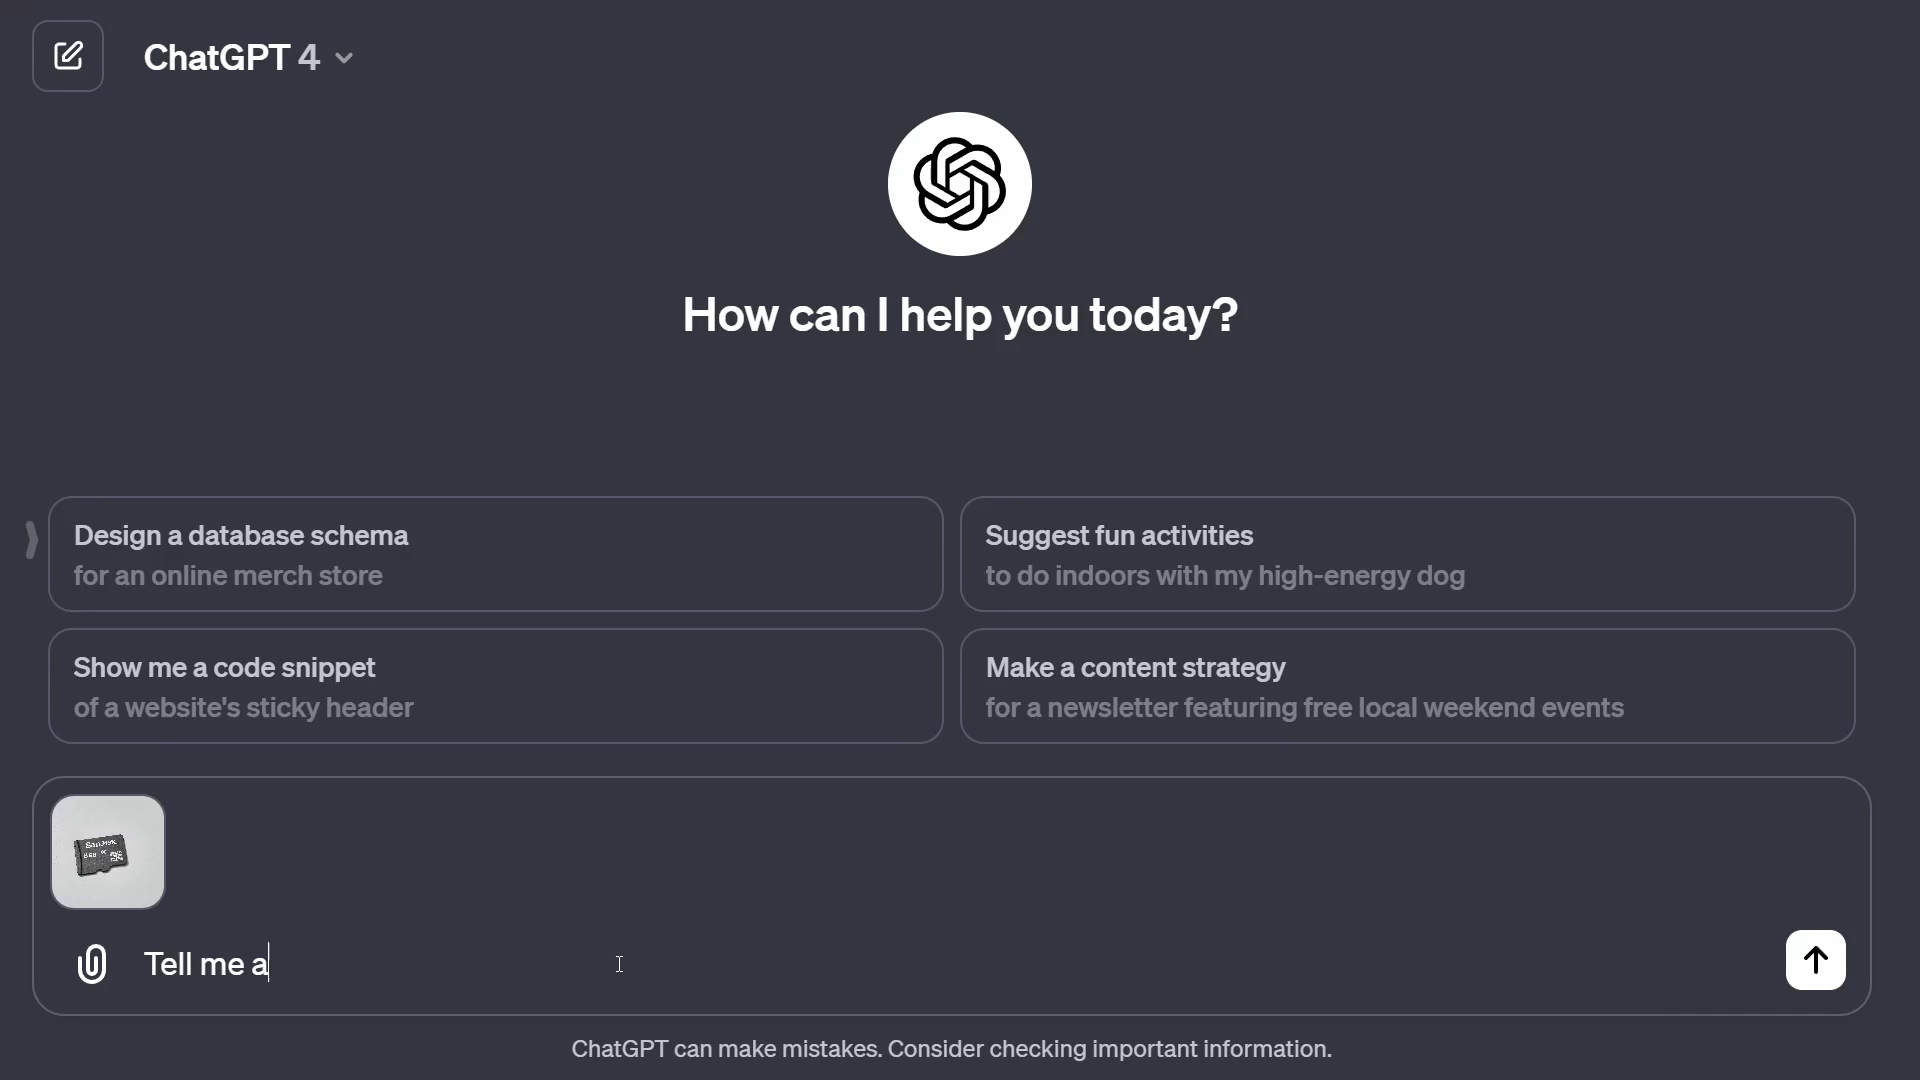 ChatGPT 4
How can I help you today?
Design a database schema
for an online merch store
Suggest fun activities
to do indoors with my high-energy dog
Show me a code snippet
of a website's sticky header
Make a content strategy
for a newsletter featuring free local weekend events
SanDisk
8GB
Tell me a
ChatGPT can make mistakes. Consider checking important information.